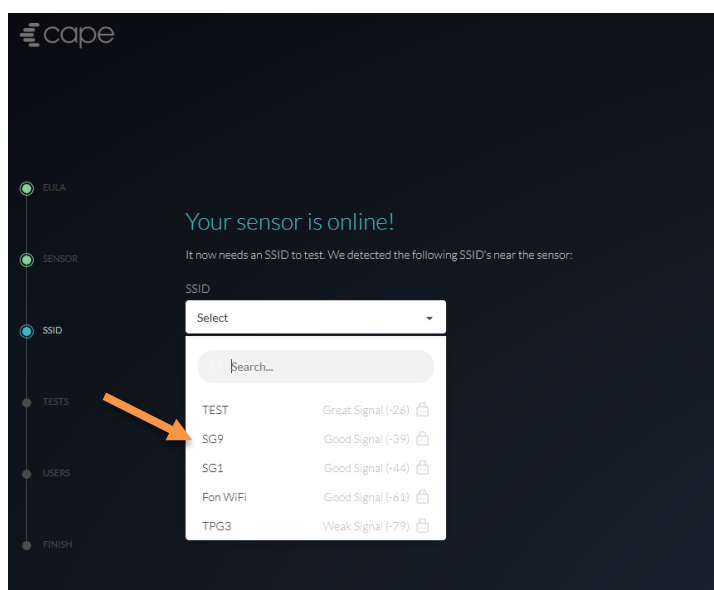 cape
EULA
Your sensor is online!
SENSOR
It now needs an SSID to test. We detected the following SSID's near the sensor:
SSID
Select
SSID
Search...
TESTS
TEST Great Signal (-26)
SG9 Good Signal (-39)
SG1 Good Signal (-44)
USERS
Fon WiFi Good Signal (-61)
TPG3 Weak Signal (-79)
FINISH